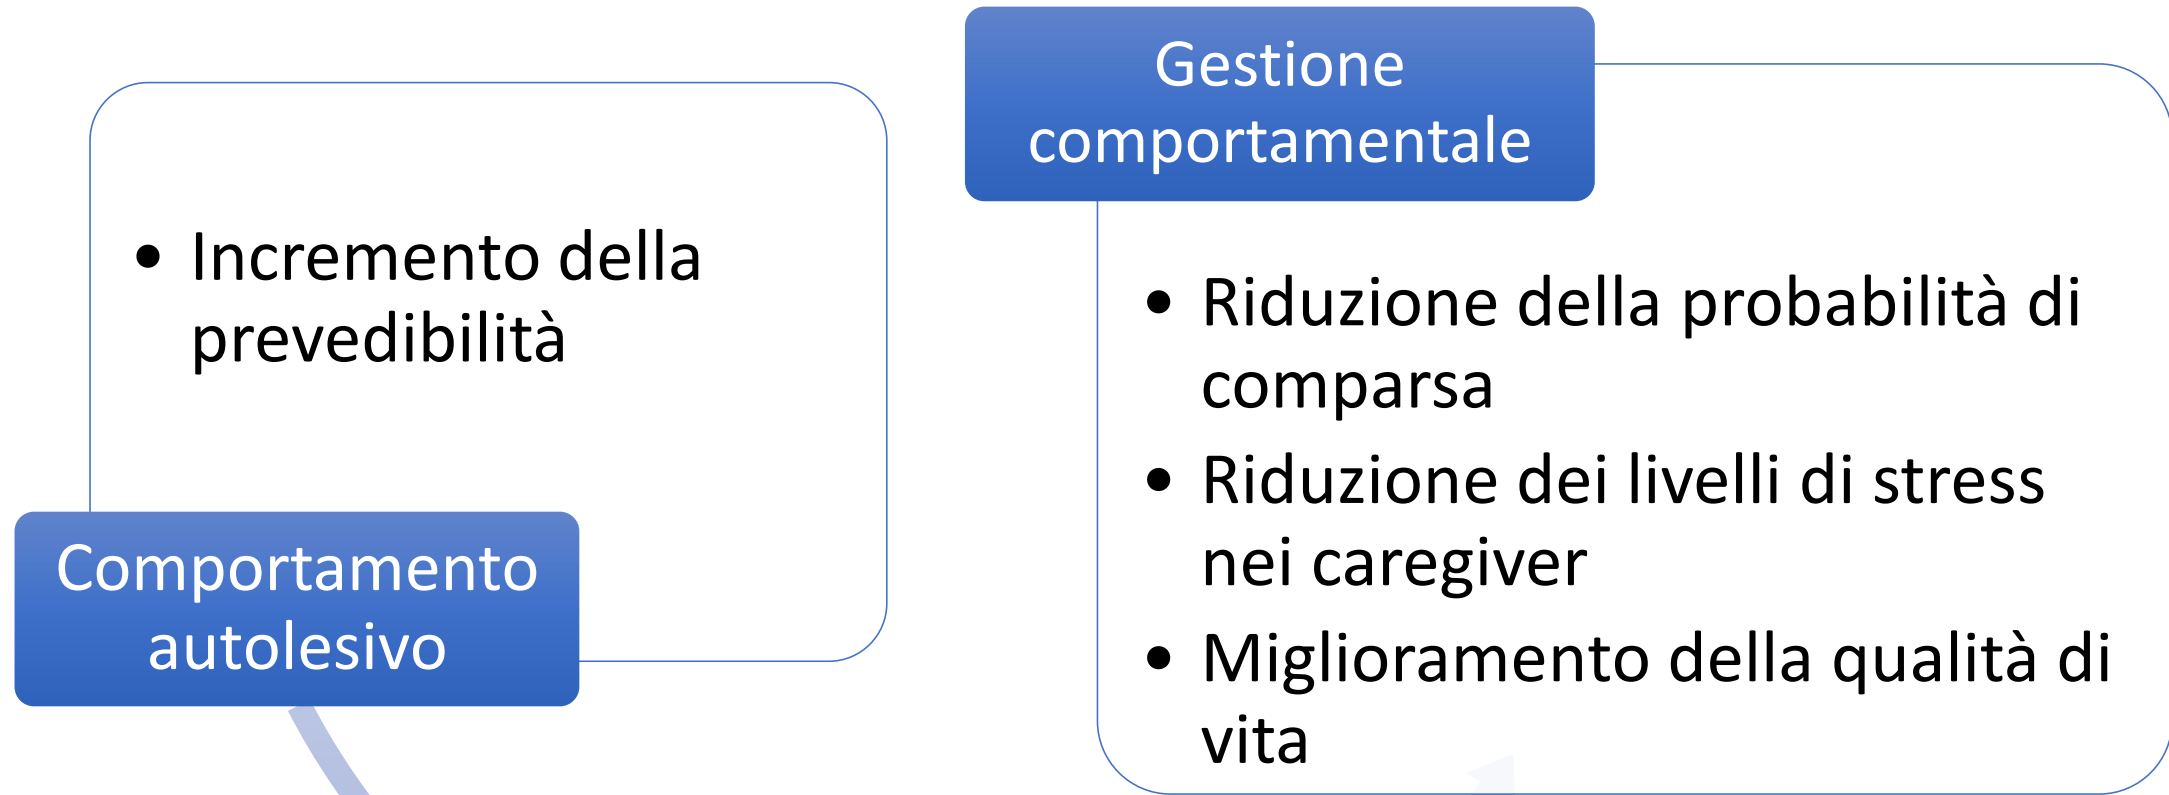 • Incremento della
prevedibilità
Comportamento
autolesivo
Gestione
comportamentale
• Riduzione della probabilità di
comparsa
• Riduzione dei livelli di stress
nei caregiver
• Miglioramento della qualità di
vita